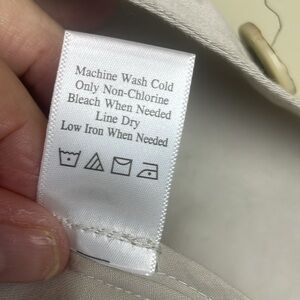 Machine Wash Cold
Only Non-Chlorine
Bleach When Needed
Line Dry
Low Iron When Needed